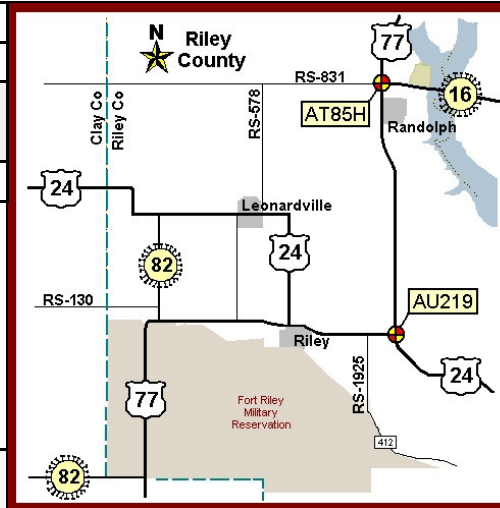 N
Riley
County
77
RS-831
16
AT85H
Randolph
Clay Co
Riley Co
RS-578
24
Leonardville
82
24
RS-130
AU219
Riley
77
RS-1925
24
Fort Riley
Military
Reservation
412
82